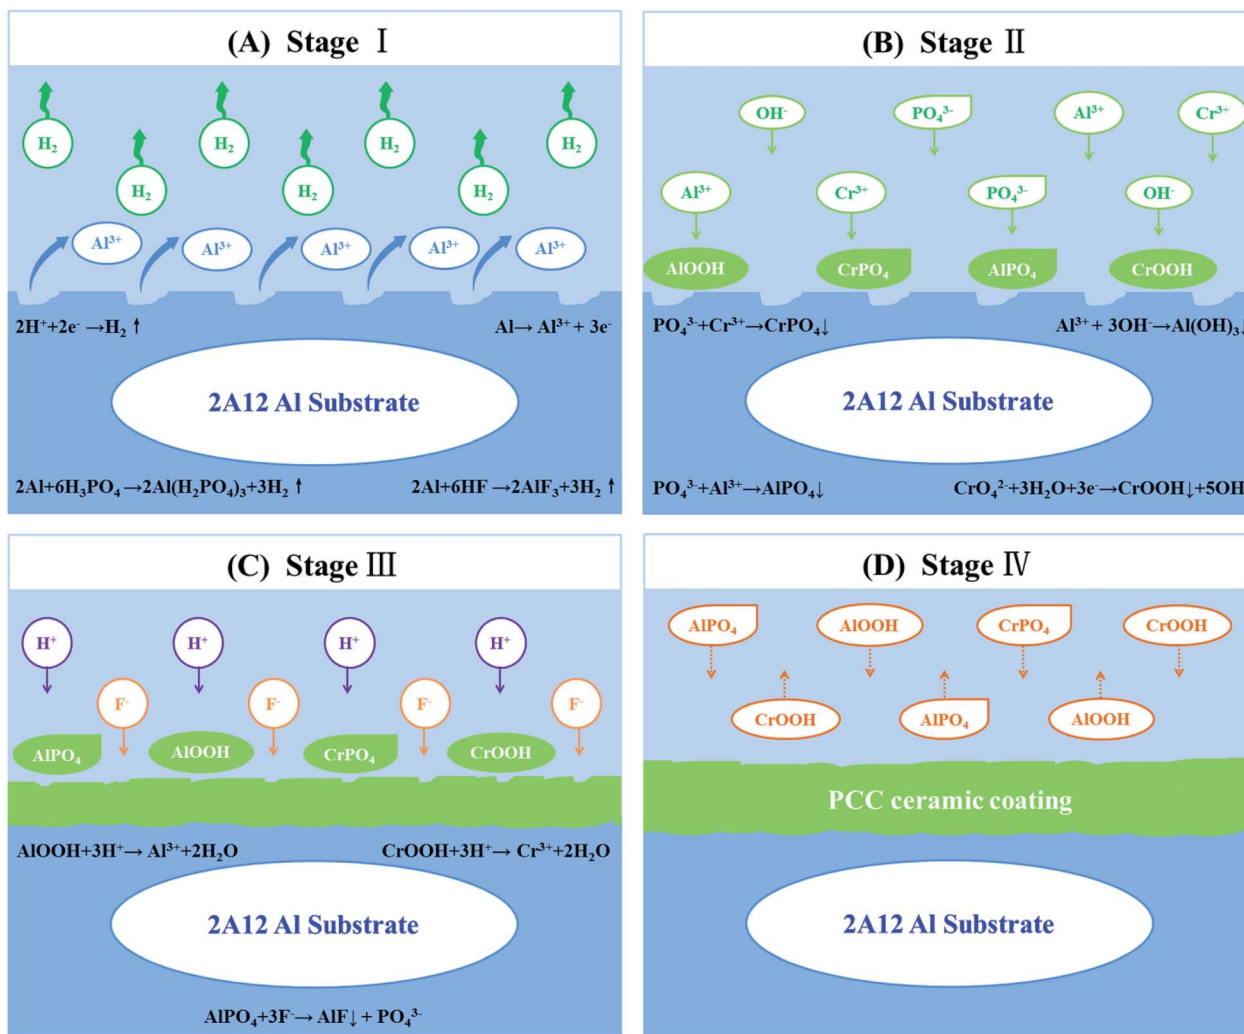 (A) Stage Ⅰ
H₂ H₂ H₂ H₂
H₂ H₂ H₂
Al³⁺ Al³⁺ Al³⁺ Al³⁺ Al³⁺
2H⁺+2e⁻ →H₂ ↑ Al→ Al³⁺ + 3e⁻
2A12 Al Substrate
2Al+6H₃PO₄→2Al(H₂PO₄)₃+3H₂ ↑ 2Al+6HF→2AlF₃+3H₂ ↑
(B) Stage Ⅱ
OH⁻ PO₄³⁻ Al³⁺ Cr³⁺
Al³⁺ Cr³⁺ PO₄³⁻ OH⁻
AlOOH CrPO₄ AlPO₄ CrOOH
PO₄³⁻+Cr³⁺→CrPO₄↓ Al³⁺ + 3OH⁻→Al(OH)₃↓
2A12 Al Substrate
PO₄³⁻+Al³⁺→AlPO₄↓ CrO₄²⁻+3H₂O+3e⁻→CrOOH↓+5OH
(C) Stage Ⅲ
H⁺ H⁺ H⁺ H⁺
F⁻ F⁻ F⁻ F⁻
AlPO₄ AlOOH CrPO₄ CrOOH
AlOOH+3H⁺→ Al³⁺+2H₂O CrOOH+3H⁺→ Cr³⁺+2H₂O
2A12 Al Substrate
AlPO₄+3F⁻→ AlF↓ + PO₄³⁻
(D) Stage Ⅳ
AlPO₄ AlOOH CrPO₄ CrOOH
CrOOH AlPO₄ AlOOH
PCC ceramic coating
2A12 Al Substrate